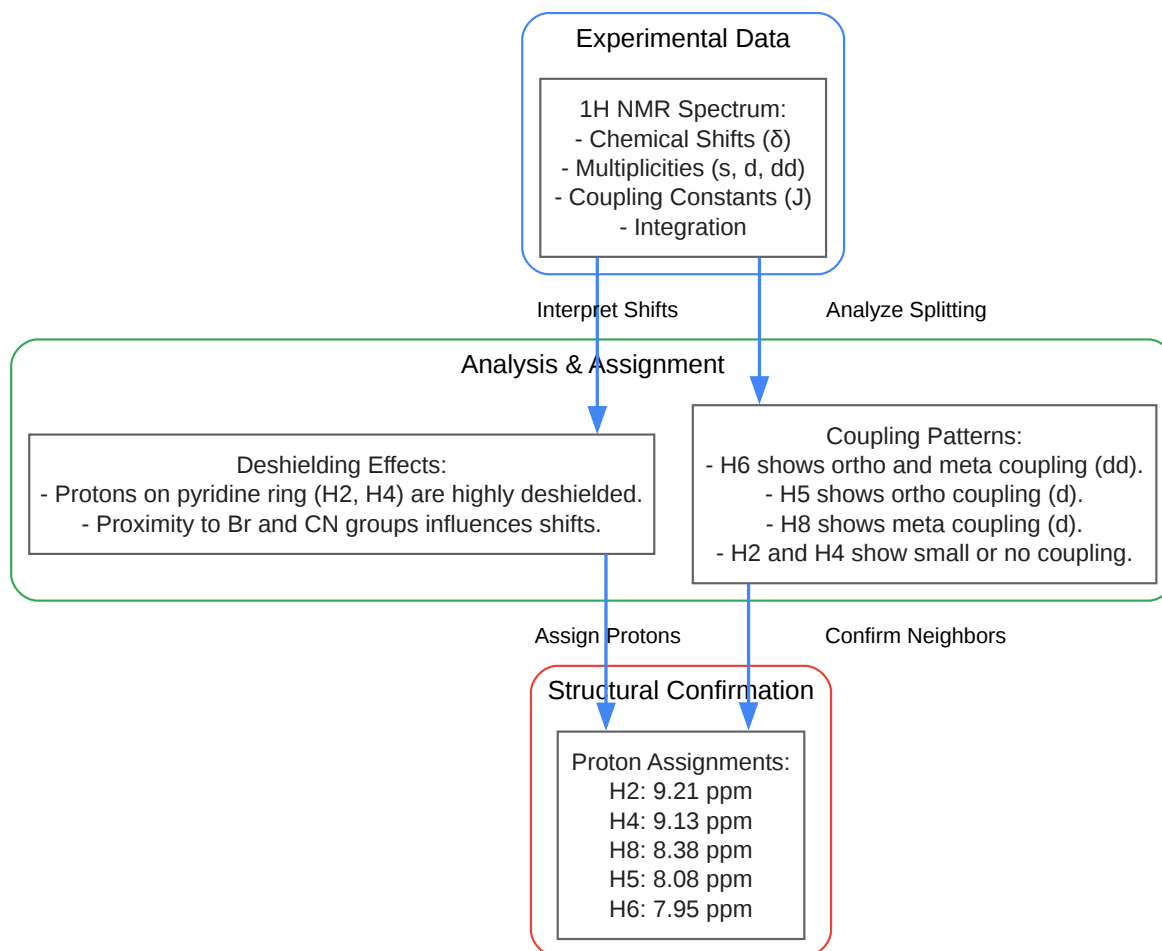 Experimental Data
1H NMR Spectrum:
- Chemical Shifts (δ)
- Multiplicities (s, d, dd)
- Coupling Constants (J)
- Integration
Interpret Shifts
Analyze Splitting
Analysis & Assignment
Deshielding Effects:
- Protons on pyridine ring (H2, H4) are highly deshielded.
- Proximity to Br and CN groups influences shifts.
Coupling Patterns:
- H6 shows ortho and meta coupling (dd).
- H5 shows ortho coupling (d).
- H8 shows meta coupling (d).
- H2 and H4 show small or no coupling.
Assign Protons
Confirm Neighbors
Structural Confirmation
Proton Assignments:
H2: 9.21 ppm
H4: 9.13 ppm
H8: 8.38 ppm
H5: 8.08 ppm
H6: 7.95 ppm